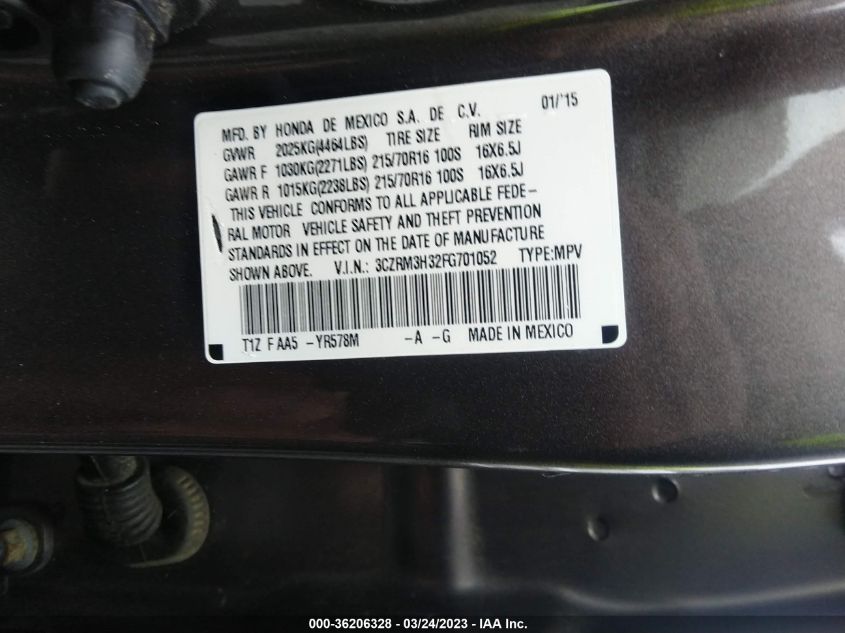 MFD. BY HONDA DE MEXICO S.A. DE C.V. 01/'15
GVWR 2025KG(4464LBS) TIRE SIZE RIM SIZE
GAWR F 1030KG(2271LBS) 215/70R16 100S 16X6.5J
GAWR R 1015KG(2238LBS) 215/70R16 100S 16X6.5J
THIS VEHICLE CONFORMS TO ALL APPLICABLE FEDE-
RAL MOTOR VEHICLE SAFETY AND THEFT PREVENTION
STANDARDS IN EFFECT ON THE DATE OF MANUFACTURE
SHOWN ABOVE. V.I.N.: 3CZRM3H32FG701052 TYPE:MPV
T1Z F AA5 -YR578M -A -G MADE IN MEXICO
000-36206328 - 03/24/2023 - IAA Inc.